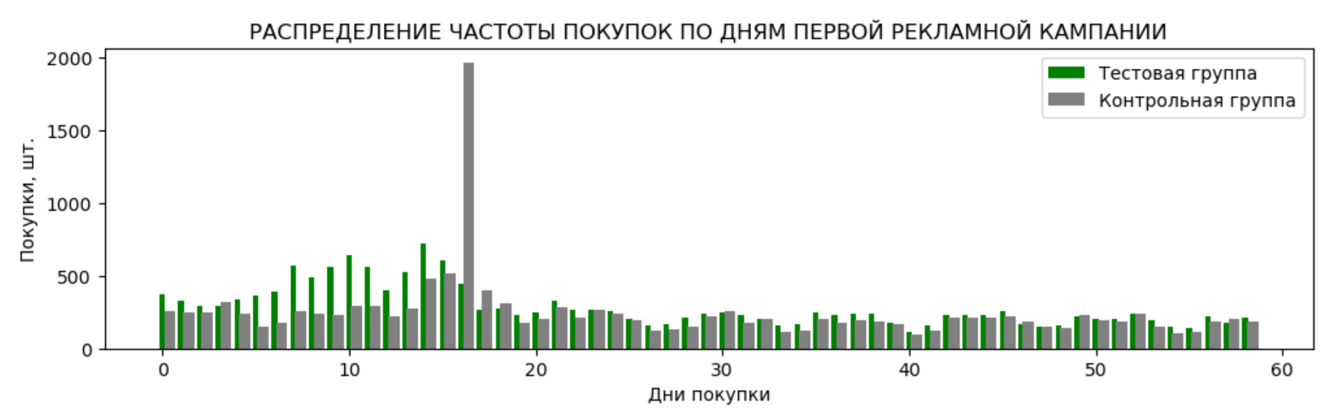 РАСПРЕДЕЛЕНИЕ ЧАСТОТЫ ПОКУПОК ПО ДНЯМ ПЕРВОЙ РЕКЛАМНОЙ КАМПАНИИ
Тестовая группа
Контрольная группа
Покупки, шт.
2000
1500
1000
500
0
0 10 20 30 40 50 60
Дни покупки